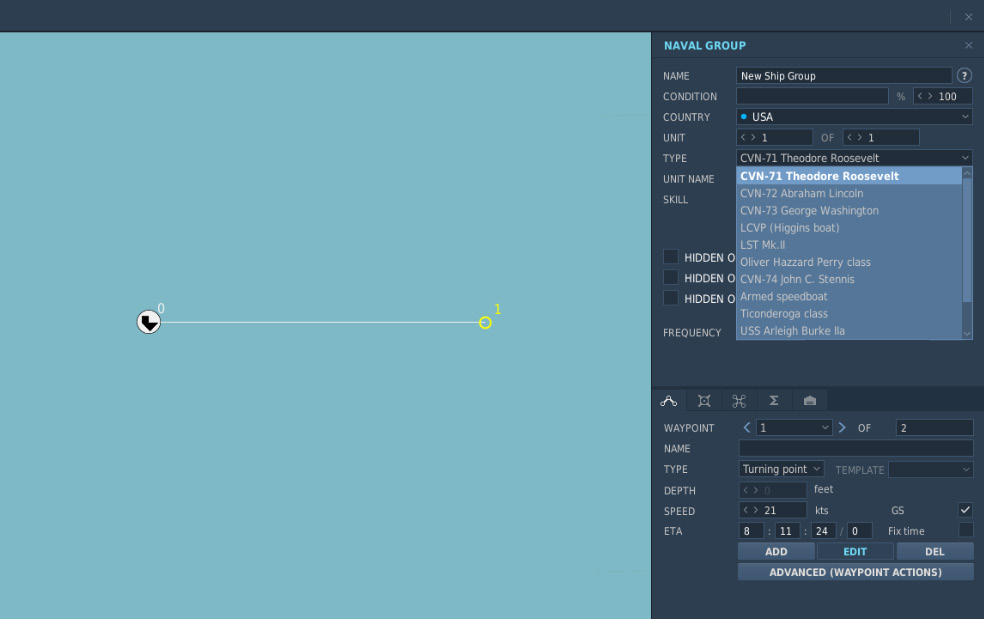 NAVAL GROUP
NAME New Ship Group ?
CONDITION % < > 100
COUNTRY USA
UNIT < > 1 OF < > 1
TYPE CVN-71 Theodore Roosevelt
UNIT NAME CVN-71 Theodore Roosevelt
CVN-72 Abraham Lincoln
SKILL CVN-73 George Washington
LCVP (Higgins boat)
LST Mk.II
HIDDEN O Oliver Hazzard Perry class
HIDDEN O CVN-74 John C. Stennis
HIDDEN O Armed speedboat
Ticonderoga class
FREQUENCY USS Arleigh Burke IIa
0
1
WAYPOINT < 1 > OF 2
NAME
TYPE Turning point TEMPLATE
DEPTH < > 0 feet
SPEED < > 21 kts GS
ETA 8 : 11 : 24 / 0 Fix time
ADD EDIT DEL
ADVANCED (WAYPOINT ACTIONS)